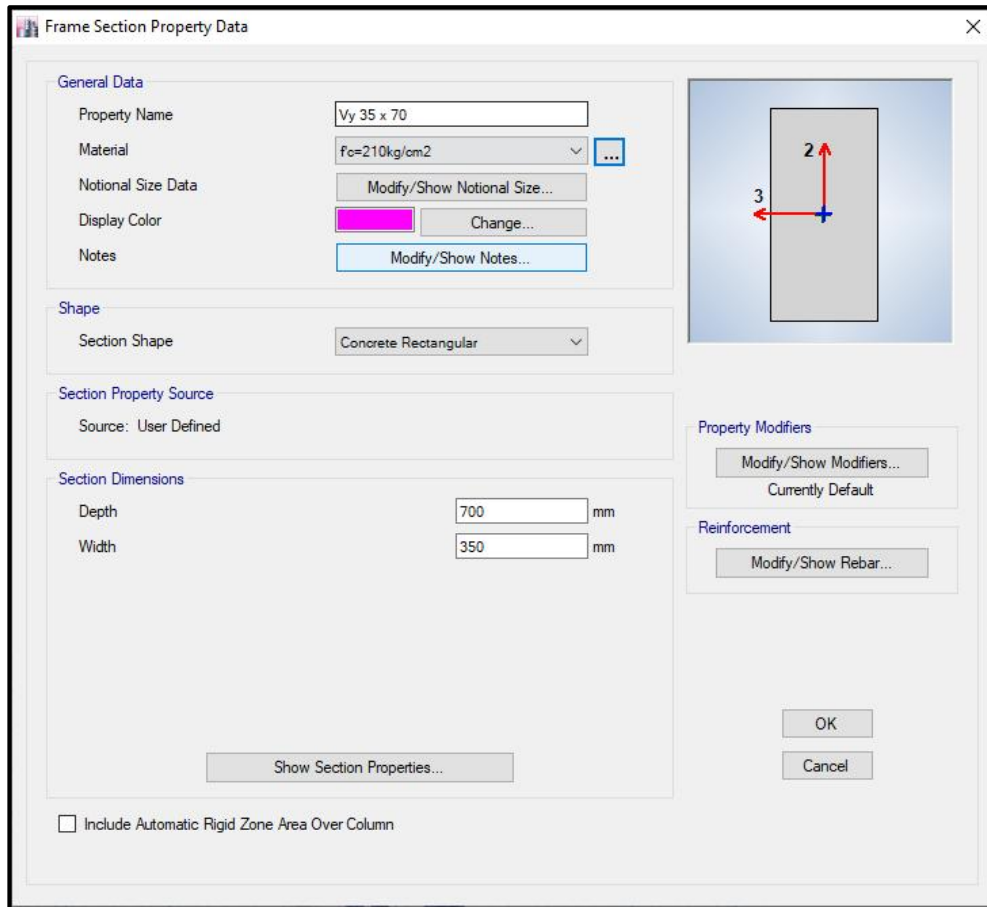 Frame Section Property Data
General Data
Property Name Vy 35 x 70
Material f'c=210kg/cm2 ...
Notional Size Data Modify/Show Notional Size...
Display Color Change...
Notes Modify/Show Notes...
2
3
Shape
Section Shape Concrete Rectangular
Section Property Source
Source: User Defined
Property Modifiers
Modify/Show Modifiers...
Currently Default
Section Dimensions
Depth 700 mm
Width 350 mm
Reinforcement
Modify/Show Rebar...
OK
Show Section Properties...
Cancel
Include Automatic Rigid Zone Area Over Column